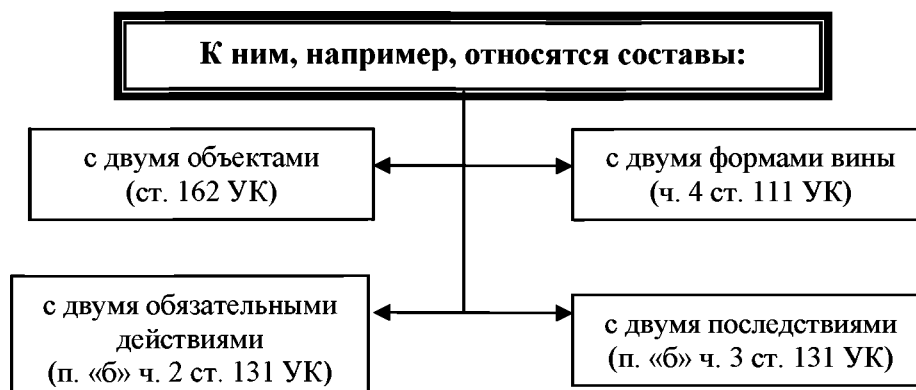 К ним, например, относятся составы:
с двумя объектами
(ст. 162 УК)
с двумя формами вины
(ч. 4 ст. 111 УК)
с двумя обязательными
действиями
(п. «б» ч. 2 ст. 131 УК)
с двумя последствиями
(п. «б» ч. 3 ст. 131 УК)